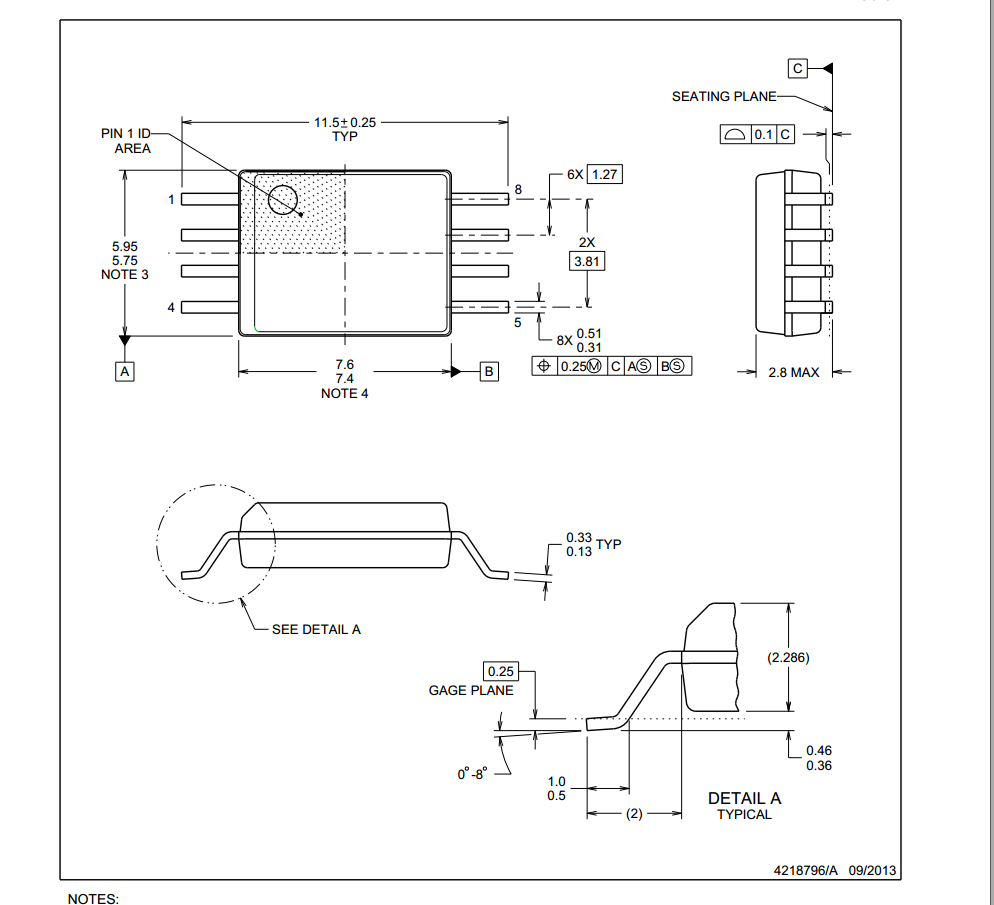 C
SEATING PLANE
0.1 C
11.5±0.25
TYP
PIN 1 ID
AREA
1
8
6X 1.27
2X
3.81
5.95
5.75
NOTE 3
4
5
8X 0.51
0.31
0.25Ⓜ C AⓈ BⓈ
A
7.6
7.4
NOTE 4
B
2.8 MAX
0.33
0.13 TYP
SEE DETAIL A
0.25
GAGE PLANE
(2.286)
0°-8°
0.46
0.36
1.0
0.5
(2)
DETAIL A
TYPICAL
4218796/A 09/2013
NOTES: